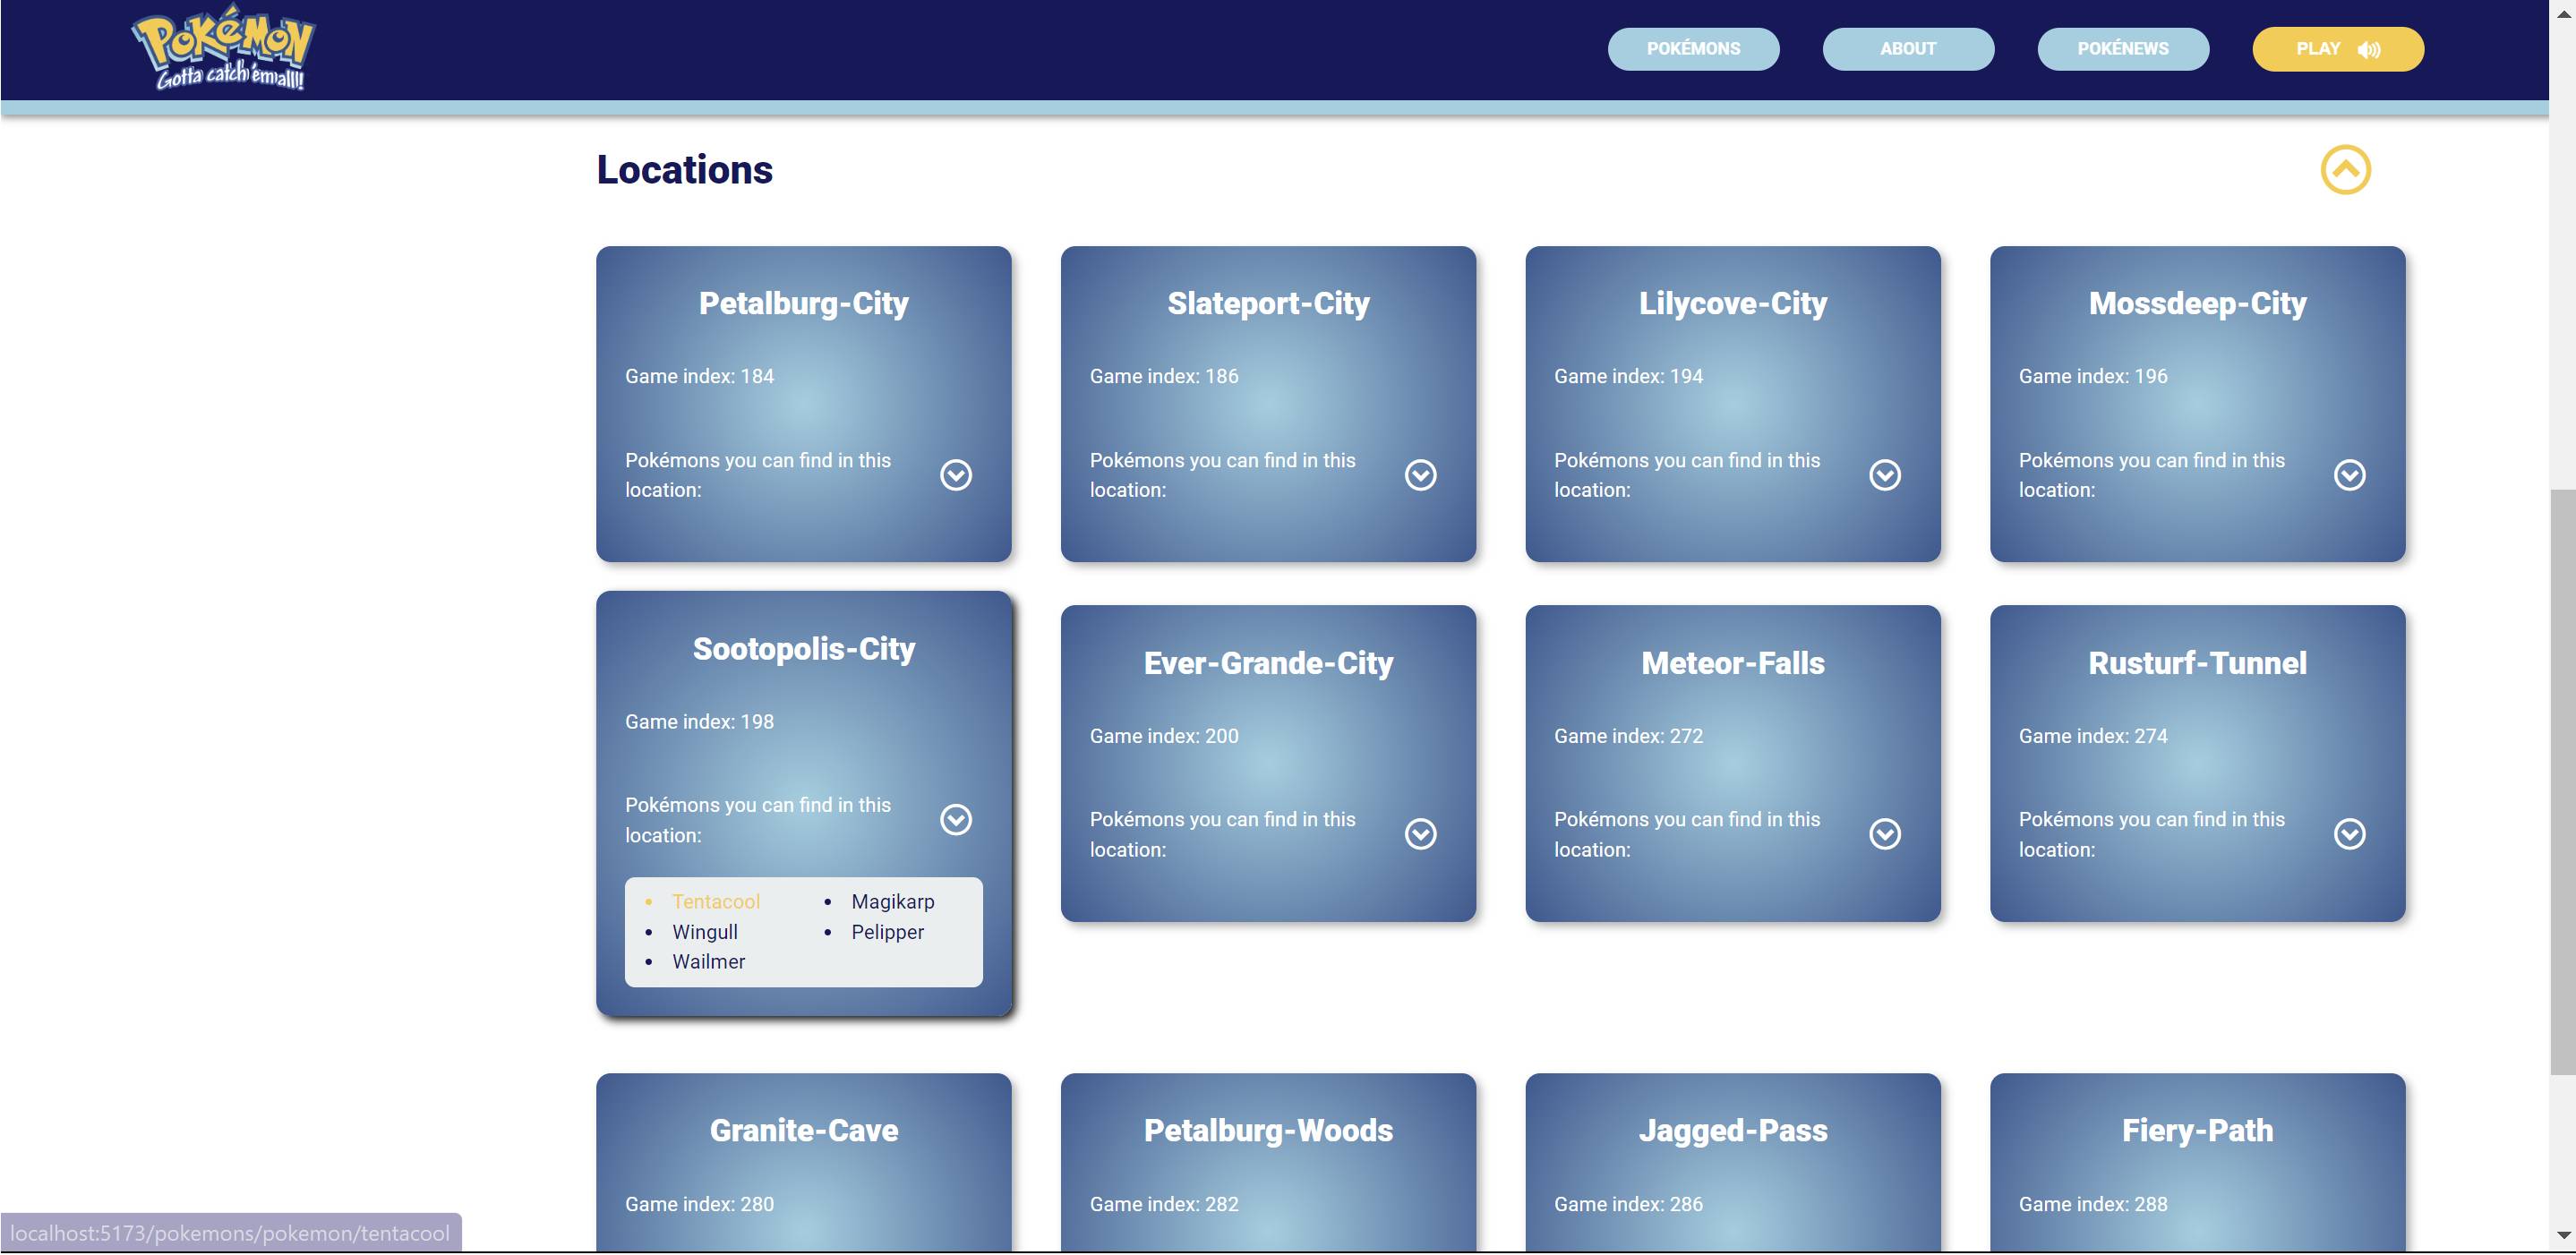 Pokémon
Gotta catch 'em all!!
POKÉMONS
ABOUT
POKÉNEWS
PLAY
Locations
Petalburg-City
Game index: 184
Pokémons you can find in this
location:
Slateport-City
Game index: 186
Pokémons you can find in this
location:
Lilycove-City
Game index: 194
Pokémons you can find in this
location:
Mossdeep-City
Game index: 196
Pokémons you can find in this
location:
Sootopolis-City
Game index: 198
Pokémons you can find in this
location:
Tentacool
Wingull
Wailmer
Magikarp
Pelipper
Ever-Grande-City
Game index: 200
Pokémons you can find in this
location:
Meteor-Falls
Game index: 272
Pokémons you can find in this
location:
Rusturf-Tunnel
Game index: 274
Pokémons you can find in this
location:
Granite-Cave
Game index: 280
Petalburg-Woods
Game index: 282
Jagged-Pass
Game index: 286
Fiery-Path
Game index: 288
localhost:5173/pokemons/pokemon/tentacool